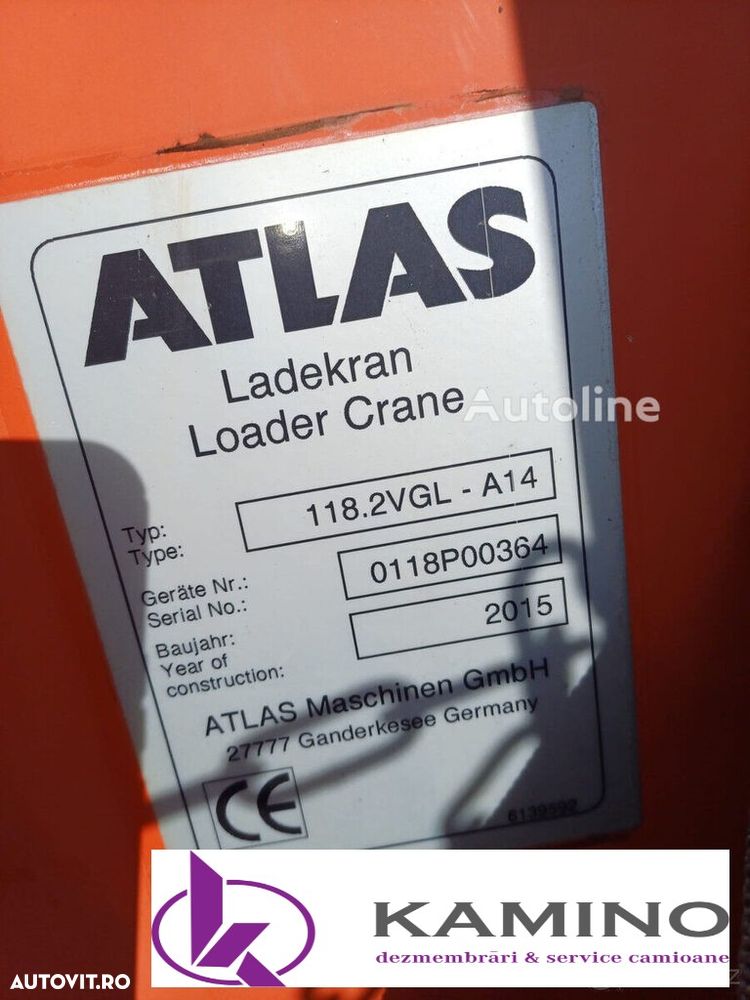 ATLAS
Ladekran
Loader Crane
Autoline
Typ:
Type:
118.2VGL - A14
Geräte Nr.:
Serial No.:
0118P00364
Baujahr:
Year of
construction:
2015
ATLAS Maschinen GmbH
27777 Ganderkesee Germany
CE
6139592
KAMINO
dezmembrări & service camioane
AUTOVIT.RO